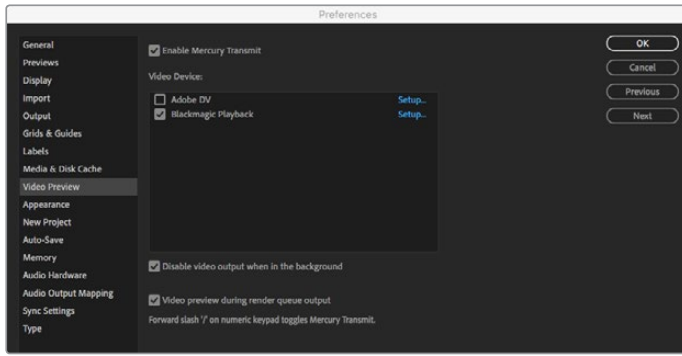 Preferences
General
Previews
Display
Import
Output
Grids & Guides
Labels
Media & Disk Cache
Video Preview
Appearance
New Project
Auto-Save
Memory
Audio Hardware
Audio Output Mapping
Sync Settings
Type
Enable Mercury Transmit
Video Device:
Adobe DV Setup...
Blackmagic Playback Setup...
Disable video output when in the background
Video preview during render queue output
Forward slash '/' on numeric keypad toggles Mercury Transmit.
OK
Cancel
Previous
Next